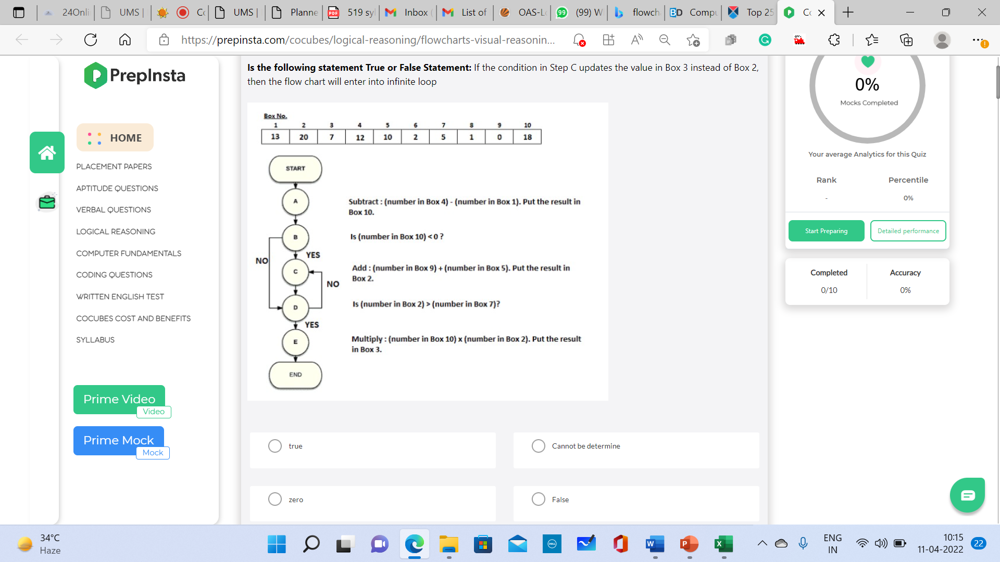 24Onli
UMS |
Co
UMS |
Planne
519 syl
Inbox (
List of
OAS-Lo
(99) W
flowch
Compu
Top 25
Co
https://prepinsta.com/cocubes/logical-reasoning/flowcharts-visual-reasonin...
PrepInsta
HOME
PLACEMENT PAPERS
APTITUDE QUESTIONS
VERBAL QUESTIONS
LOGICAL REASONING
COMPUTER FUNDAMENTALS
CODING QUESTIONS
WRITTEN ENGLISH TEST
COCUBES COST AND BENEFITS
SYLLABUS
Prime Video
Video
Prime Mock
Mock
Is the following statement True or False Statement: If the condition in Step C updates the value in Box 3 instead of Box 2,
then the flow chart will enter into infinite loop
Box No.
1 2 3 4 5 6 7 8 9 10
13 20 7 12 10 2 5 1 0 18
START
A
Subtract : (number in Box 4) - (number in Box 1). Put the result in
Box 10.
B
Is (number in Box 10) <0 ?
YES
NO
C
Add : (number in Box 9) + (number in Box 5). Put the result in
Box 2.
NO
D
Is (number in Box 2) > (number in Box 7)?
YES
E
Multiply : (number in Box 10) x (number in Box 2). Put the result
in Box 3.
END
true
Cannot be determine
zero
False
0%
Mocks Completed
Your average Analytics for this Quiz
Rank
Percentile
-
0%
Start Preparing
Detailed performance
Completed
Accuracy
0/10
0%
34°C
Haze
ENG
IN
10:15
11-04-2022
22